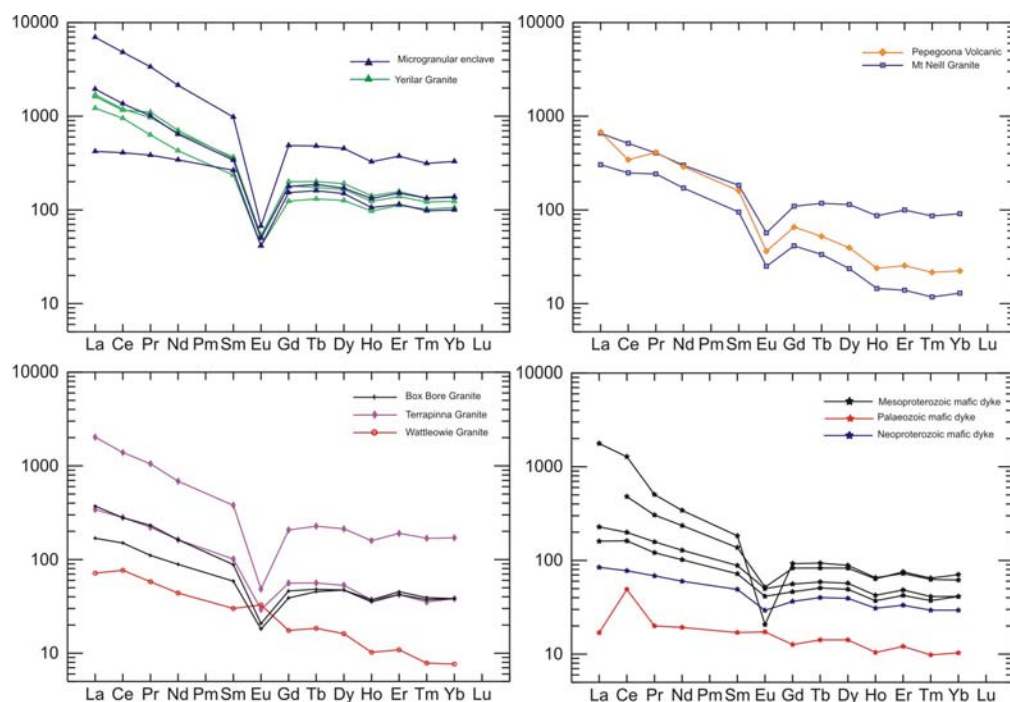 10000
1000
100
10
Microgranular enclave
Yerilar Granite
La Ce Pr Nd Pm Sm Eu Gd Tb Dy Ho Er Tm Yb Lu
10000
1000
100
10
Pepegoona Volcanic
Mt Neill Granite
La Ce Pr Nd Pm Sm Eu Gd Tb Dy Ho Er Tm Yb Lu
10000
1000
100
10
Box Bore Granite
Terrapinna Granite
Wattleowie Granite
La Ce Pr Nd Pm Sm Eu Gd Tb Dy Ho Er Tm Yb Lu
10000
1000
100
10
Mesoproterozoic mafic dyke
Palaeozoic mafic dyke
Neoproterozoic mafic dyke
La Ce Pr Nd Pm Sm Eu Gd Tb Dy Ho Er Tm Yb Lu